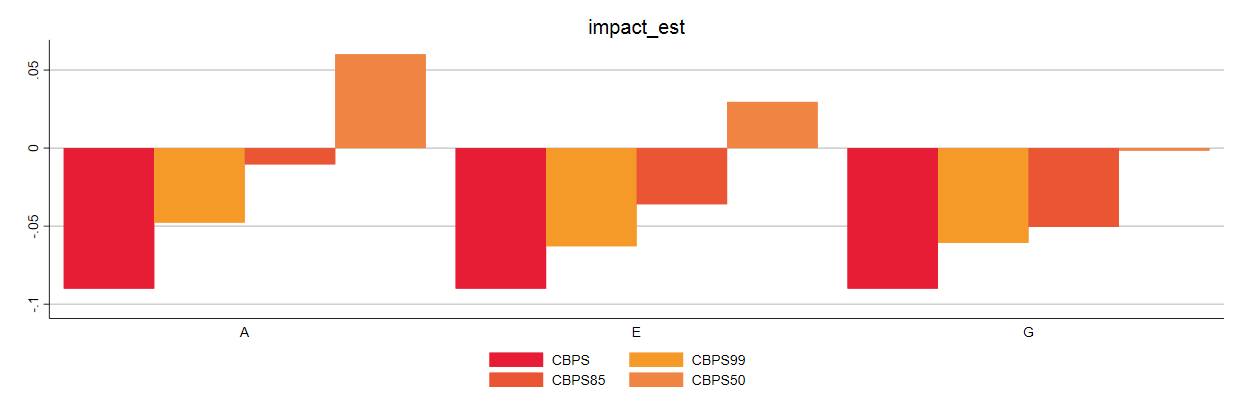 impact_est
.05
0
-.05
-.1
A E G
CBPS CBPS99
CBPS85 CBPS50